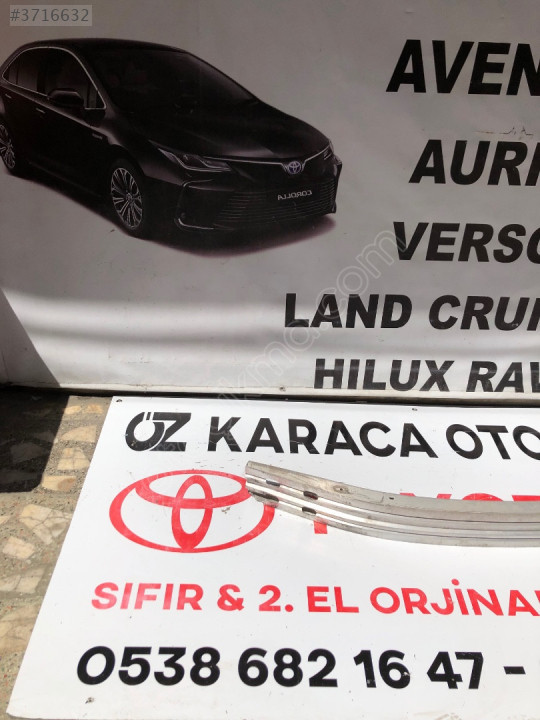 #3716632
AVEN
AURI
VERSO
LAND CRUI
HILUX RAV
COROLLA
ÖZ KARACA OTO
SIFIR & 2. EL ORJİNAL
0538 682 16 47 -